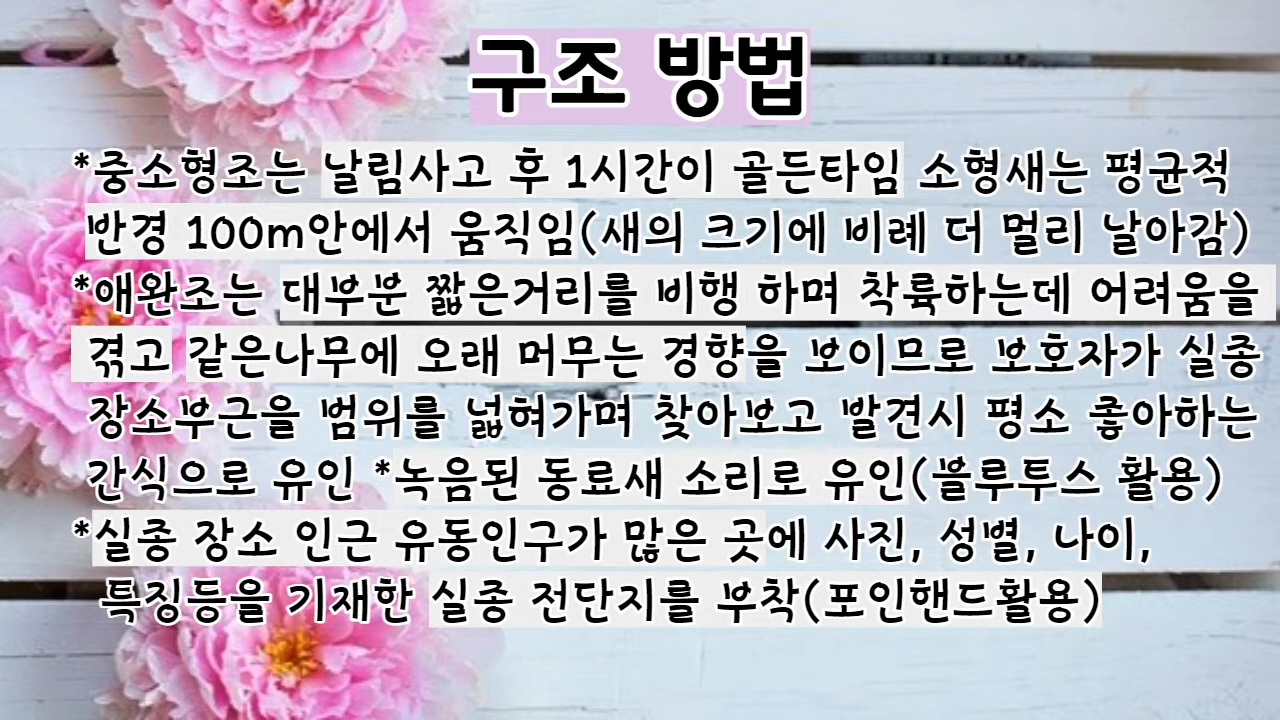 구조 방법
*중소형조는 날림사고 후 1시간이 골든타임 소형새는 평균적
반경 100m안에서 움직임(새의 크기에 비례 더 멀리 날아감)
*애완조는 대부분 짧은거리를 비행 하며 착륙하는데 어려움을
겪고 같은나무에 오래 머무는 경향을 보이므로 보호자가 실종
장소부근을 범위를 넓혀가며 찾아보고 발견시 평소 좋아하는
간식으로 유인 *녹음된 동료새 소리로 유인(블루투스 활용)
*실종 장소 인근 유동인구가 많은 곳에 사진, 성별, 나이,
특징등을 기재한 실종 전단지를 부착(포인핸드활용)